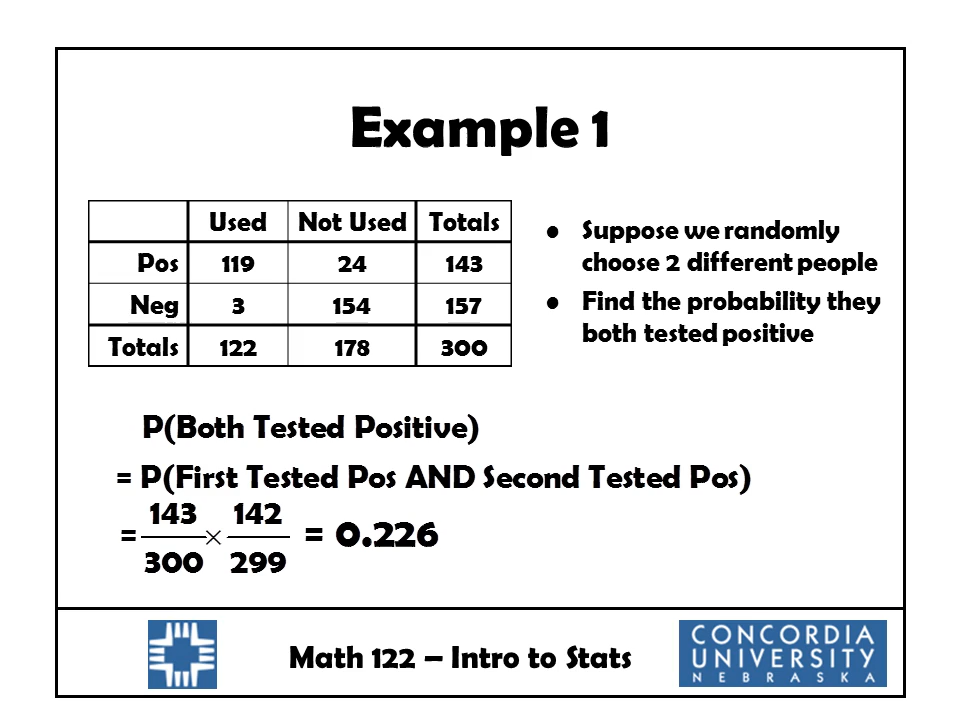 Example 1
Used Not Used Totals
Pos 119 24 143
Neg 3 154 157
Totals 122 178 300
• Suppose we randomly
choose 2 different people
• Find the probability they
both tested positive
P(Both Tested Positive)
= P(First Tested Pos AND Second Tested Pos)
= 143/300 × 142/299 = 0.226
Math 122 – Intro to Stats
CONCORDIA
UNIVERSITY
NEBRASKA